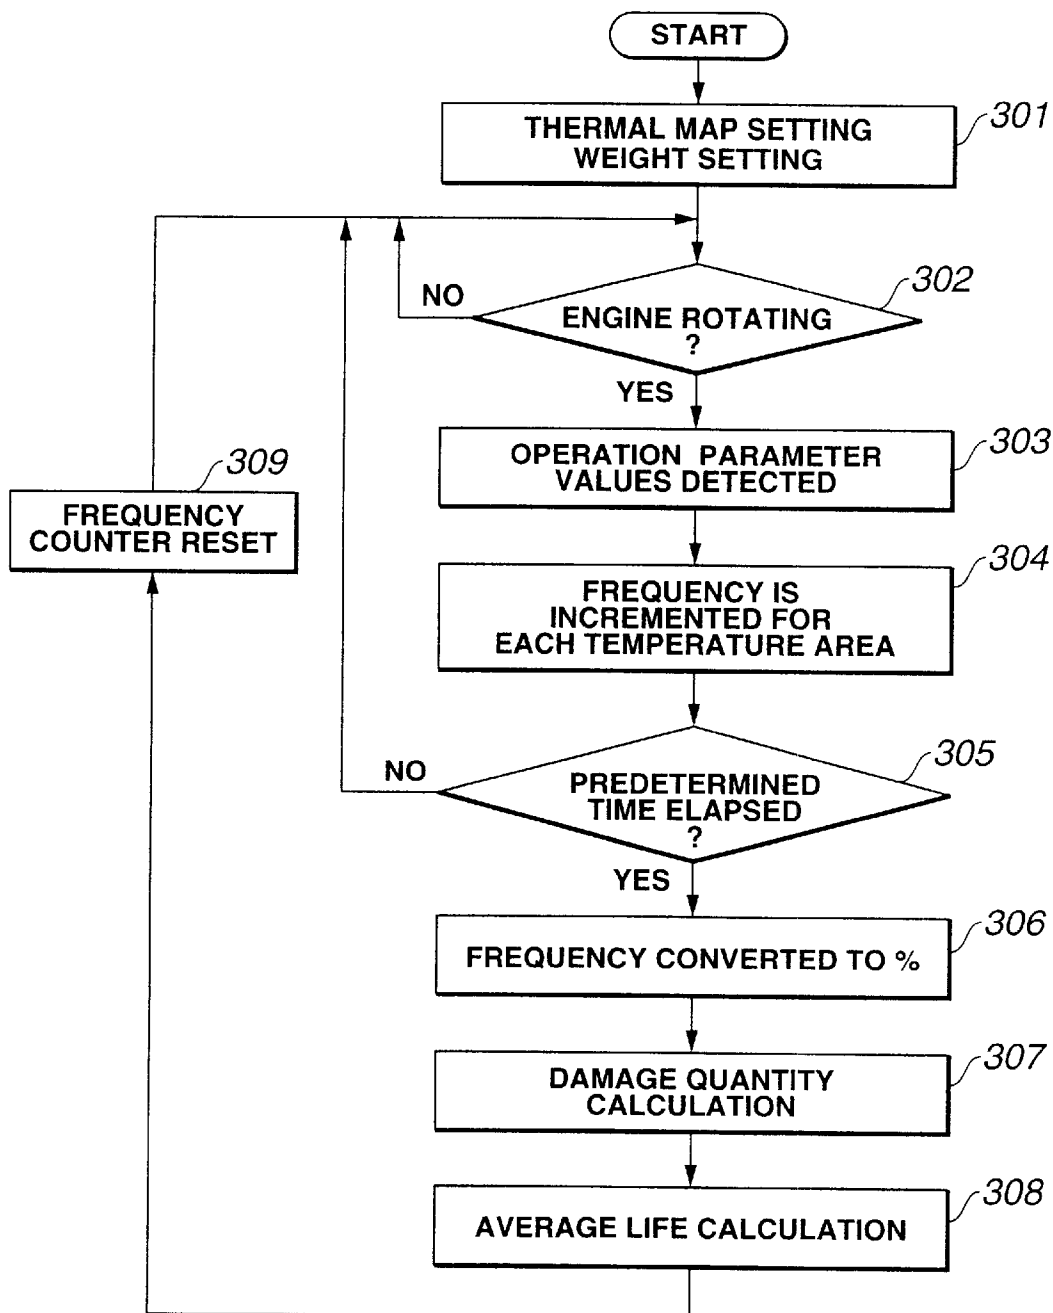 START
301
THERMAL MAP SETTING
WEIGHT SETTING
302
NO
ENGINE ROTATING
?
YES
303
OPERATION PARAMETER
VALUES DETECTED
309
FREQUENCY
COUNTER RESET
304
FREQUENCY IS
INCREMENTED FOR
EACH TEMPERATURE AREA
305
NO
PREDETERMINED
TIME ELAPSED
?
YES
306
FREQUENCY CONVERTED TO %
307
DAMAGE QUANTITY
CALCULATION
308
AVERAGE LIFE CALCULATION